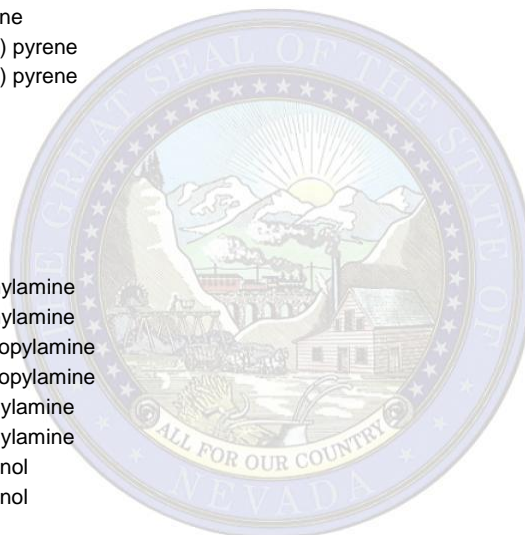 ne
) pyrene
) pyrene
THE GREAT SEAL OF THE STATE OF
ylamine
ylamine
opylamine
opylamine
ylamine
ylamine
nol
nol
ALL FOR OUR COUNTRY
NEVADA